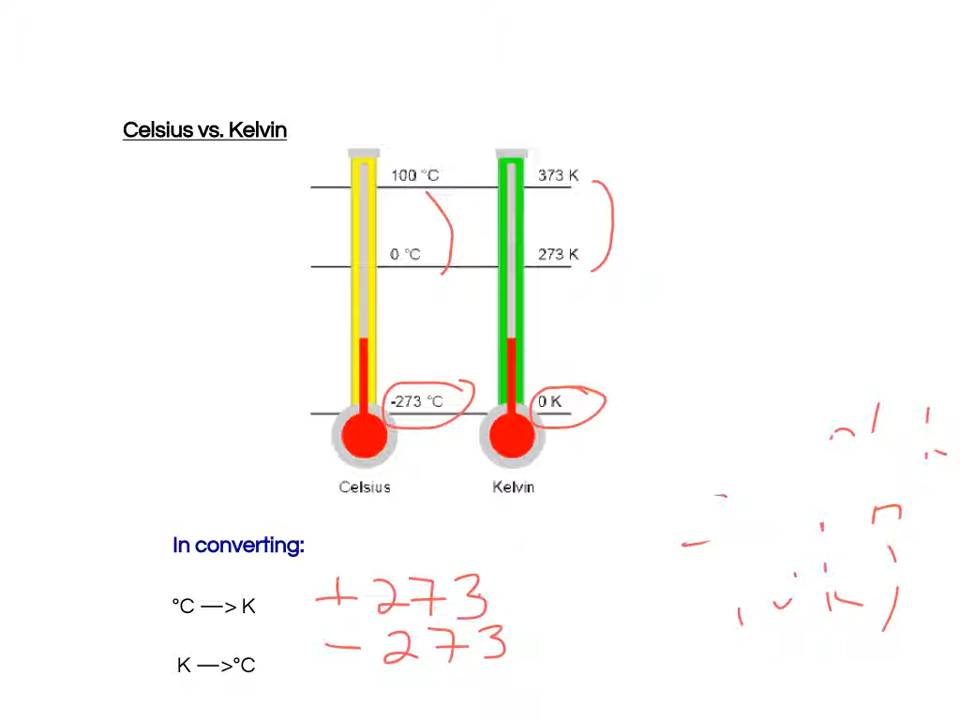 Celsius vs. Kelvin
100 °C 373 K
0 °C 273 K
-273 °C 0 K
Celsius Kelvin
In converting:
°C —> K + 273
K —>°C - 273